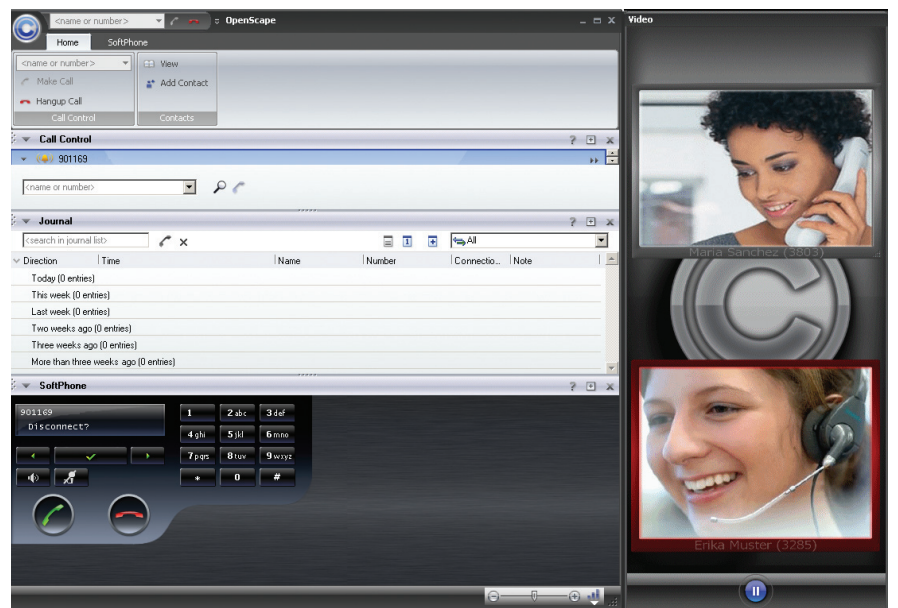 <name or number>
OpenScape
Video
Home SoftPhone
<name or number>
View
Make Call
Add Contact
Hangup Call
Call Control Contacts
Call Control
901169
<name or number>
Journal
<search in journal list>
All
Direction Time Name Number Connectio... Note
Today (0 entries)
This week (0 entries)
Last week (0 entries)
Two weeks ago (0 entries)
Three weeks ago (0 entries)
More than three weeks ago (0 entries)
Maria Sanchez (3803)
SoftPhone
901169
Disconnect?
1 2 abc 3 def
4 ghi 5 jkl 6 mno
7 pqrs 8 tuv 9 wxyz
* 0 #
Erika Muster (3285)